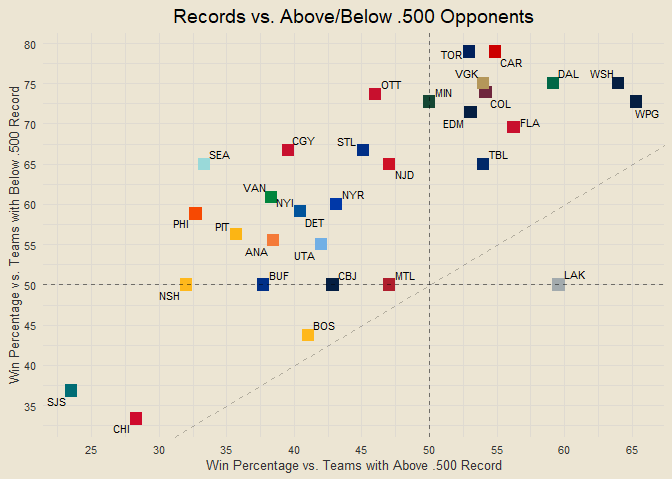 Records vs. Above/Below .500 Opponents
Win Percentage vs. Teams with Below .500 Record
80
75
70
65
60
55
50
45
40
35
TOR
CAR
VGK
DAL
WSH
OTT
MIN
COL
WPG
EDM
FLA
CGY
STL
SEA
TBL
NJD
VAN
NYI
NYR
PHI
PIT
DET
ANA
UTA
BUF
CBJ
MTL
LAK
NSH
BOS
SJS
CHI
25 30 35 40 45 50 55 60 65
Win Percentage vs. Teams with Above .500 Record